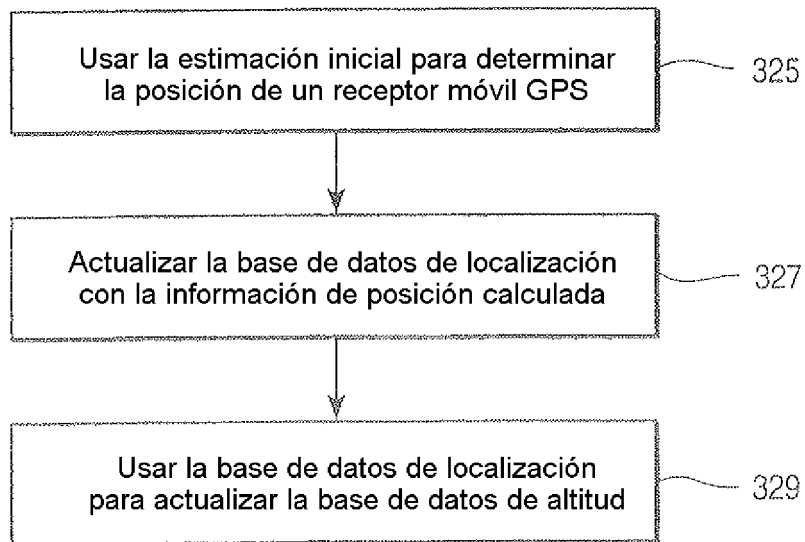 Usar la estimación inicial para determinar
la posición de un receptor móvil GPS
325
Actualizar la base de datos de localización
con la información de posición calculada
327
Usar la base de datos de localización
para actualizar la base de datos de altitud
329